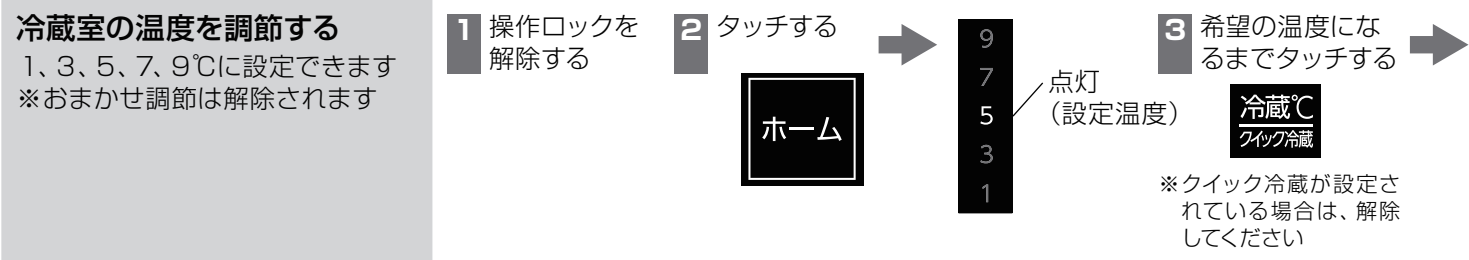 冷蔵室の温度を調節する
1、3、5、7、9℃に設定できます
※おまかせ調節は解除されます
1 操作ロックを
解除する
2 タッチする
ホーム
9
7
5
3
1
点灯
（設定温度）
3 希望の温度にな
るまでタッチする
冷蔵℃
クイック冷蔵
※クイック冷蔵が設定さ
れている場合は、解除
してください